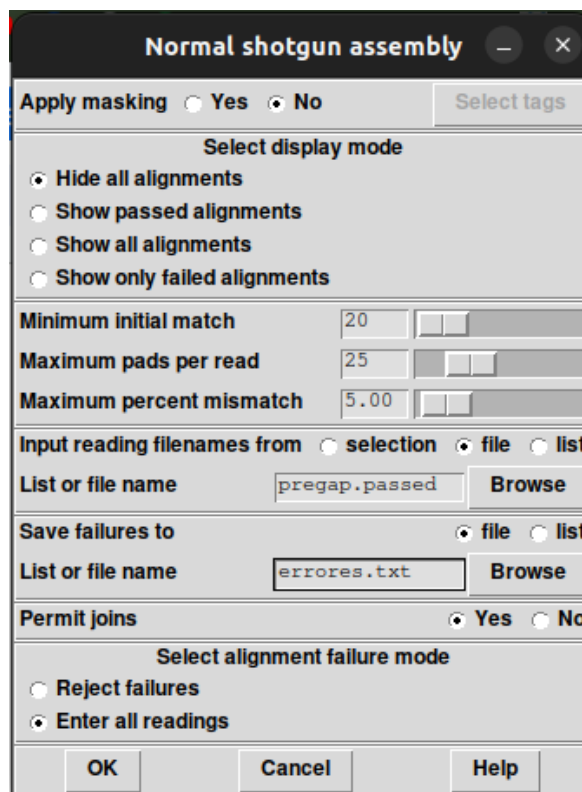 Normal shotgun assembly
Apply masking Yes No Select tags
Select display mode
Hide all alignments
Show passed alignments
Show all alignments
Show only failed alignments
Minimum initial match 20
Maximum pads per read 25
Maximum percent mismatch 5.00
Input reading filenames from selection file list
List or file name pregap.passed Browse
Save failures to file list
List or file name errores.txt Browse
Permit joins Yes No
Select alignment failure mode
Reject failures
Enter all readings
OK Cancel Help